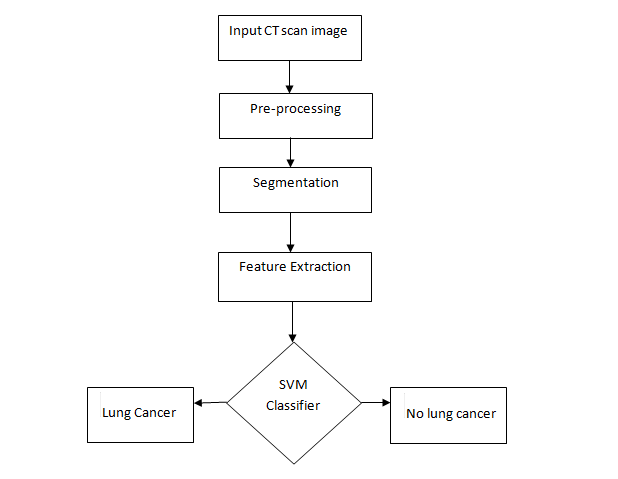 Input CT scan image
Pre-processing
Segmentation
Feature Extraction
SVM
Classifier
Lung Cancer
No lung cancer